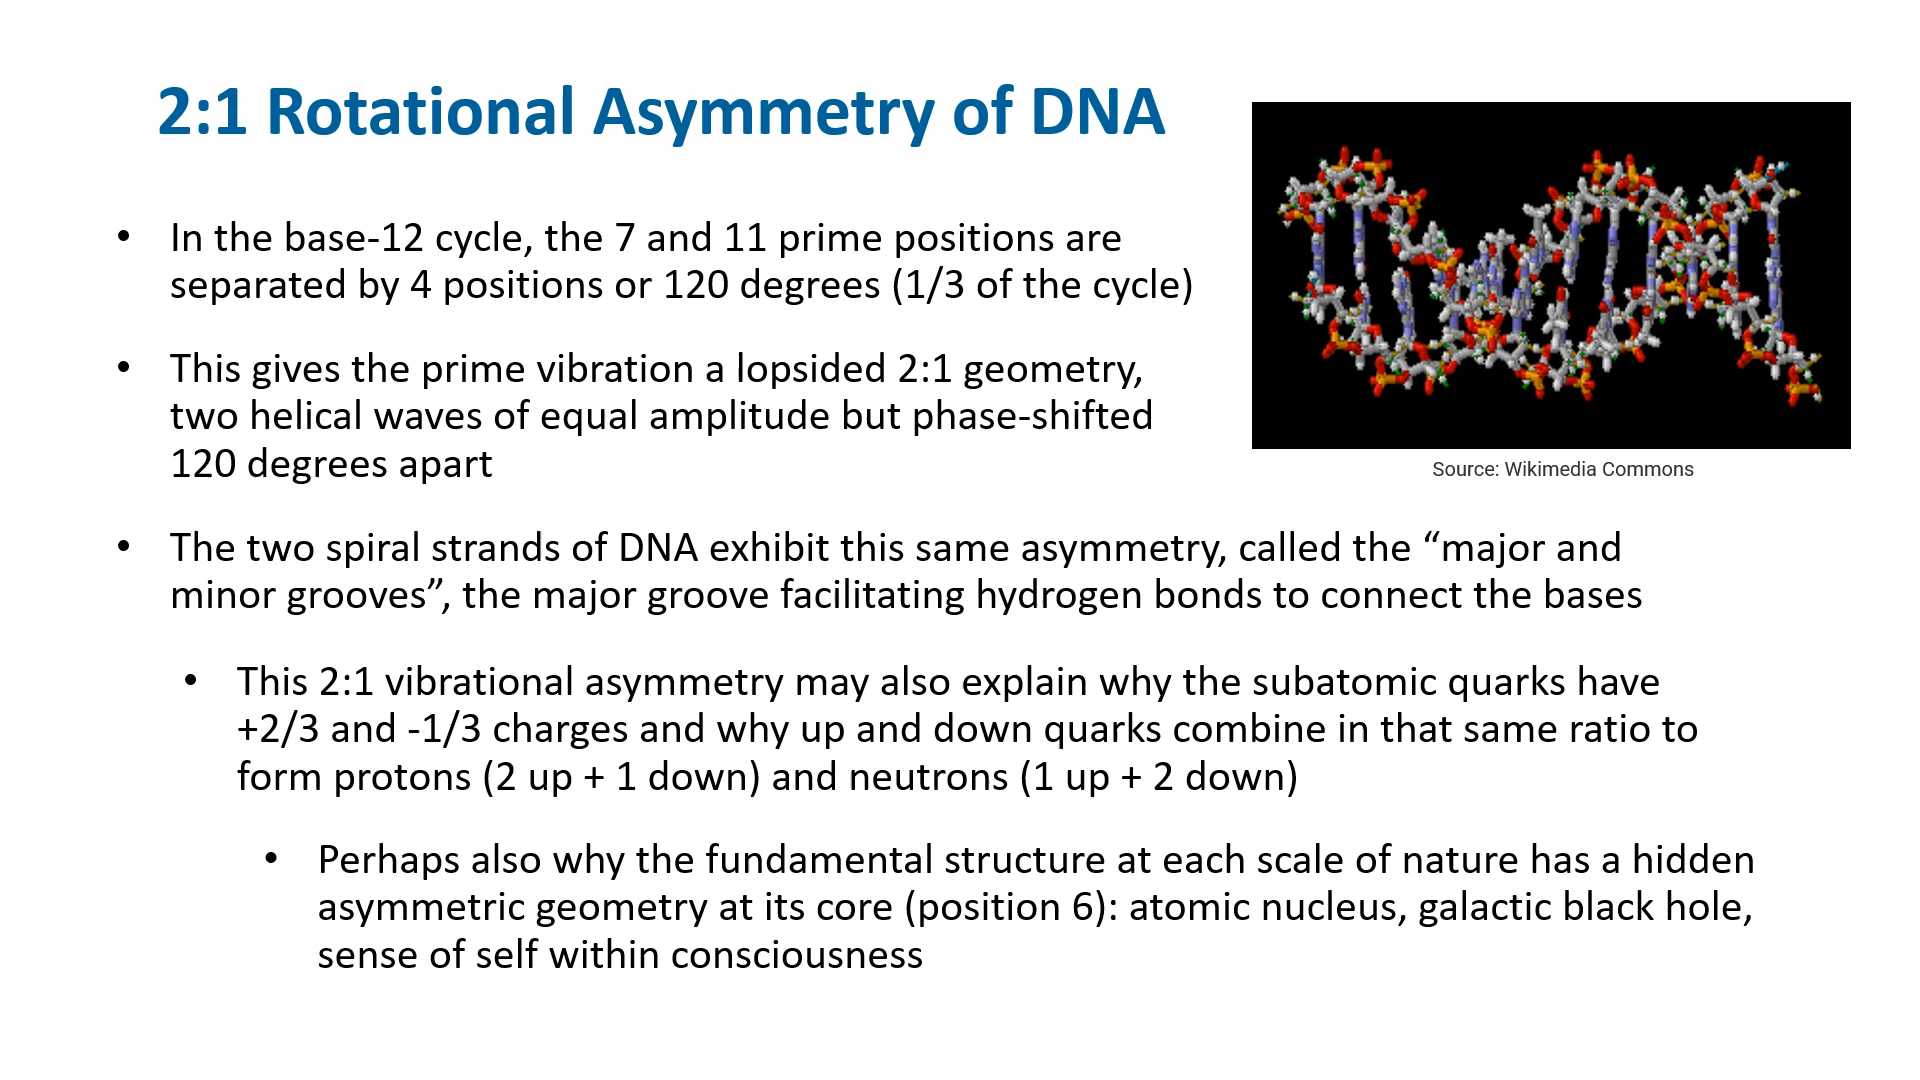 2:1 Rotational Asymmetry of DNA
• In the base-12 cycle, the 7 and 11 prime positions are
separated by 4 positions or 120 degrees (1/3 of the cycle)
• This gives the prime vibration a lopsided 2:1 geometry,
two helical waves of equal amplitude but phase-shifted
120 degrees apart
Source: Wikimedia Commons
• The two spiral strands of DNA exhibit this same asymmetry, called the “major and
minor grooves”, the major groove facilitating hydrogen bonds to connect the bases
• This 2:1 vibrational asymmetry may also explain why the subatomic quarks have
+2/3 and -1/3 charges and why up and down quarks combine in that same ratio to
form protons (2 up + 1 down) and neutrons (1 up + 2 down)
• Perhaps also why the fundamental structure at each scale of nature has a hidden
asymmetric geometry at its core (position 6): atomic nucleus, galactic black hole,
sense of self within consciousness